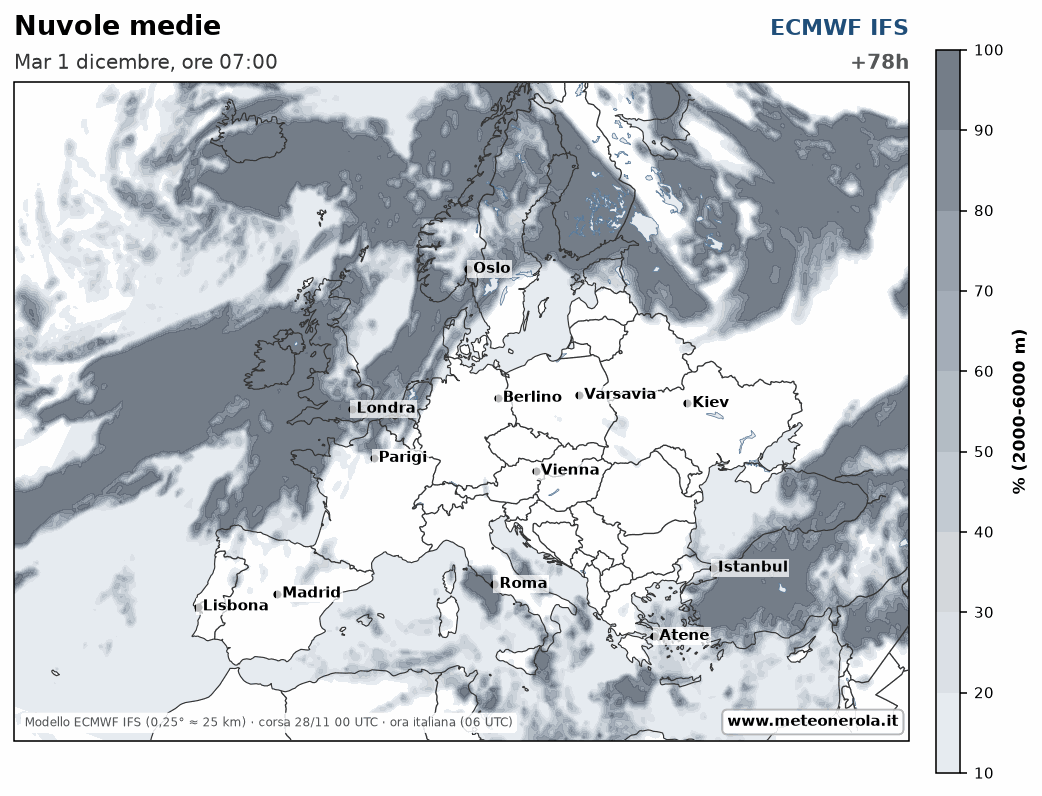 Nuvole medie
ECMWF IFS
Mar 1 dicembre, ore 07:00
+78h
100
90
80
70
60
50
40
30
20
10
% (2000-6000 m)
Oslo
Londra
Berlino
Varsavia
Kiev
Parigi
Vienna
Istanbul
Roma
Madrid
Lisbona
Atene
Modello ECMWF IFS (0,25° ≈ 25 km) · corsa 28/11 00 UTC · ora italiana (06 UTC)
www.meteonerola.it